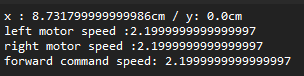 x : 8.731799999999986cm / y: 0.0cm
left motor speed :2.1999999999999997
right motor speed :2.1999999999999997
forward command speed: 2.1999999999999997